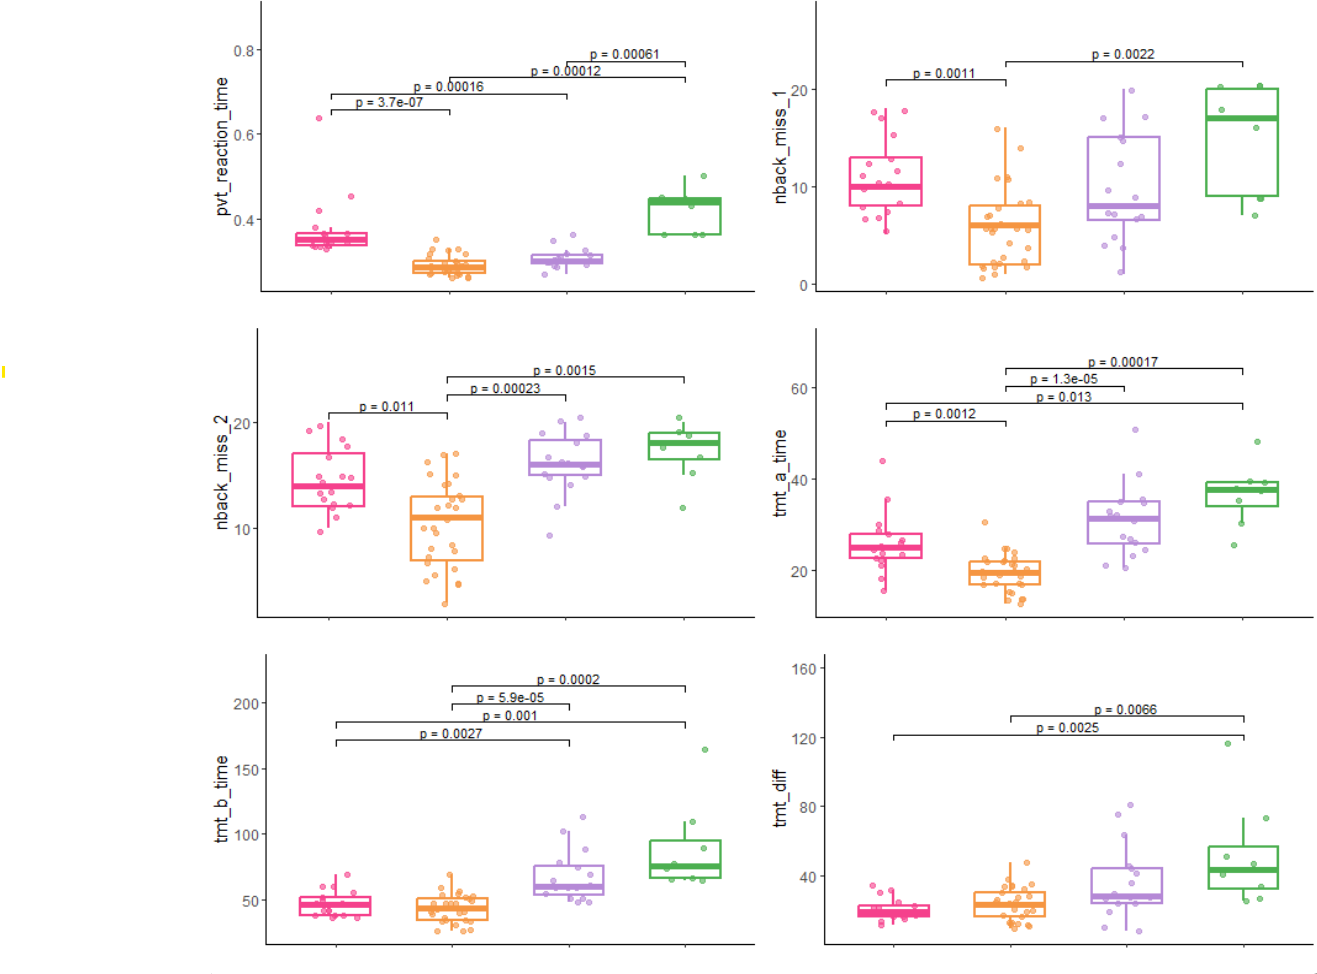 pvt_reaction_time
0.8
0.6
0.4
p = 0.00061
p = 0.00012
p = 0.00016
p = 3.7e-07
nback_miss_1
20
10
0
p = 0.0022
p = 0.0011
nback_miss_2
20
10
p = 0.0015
p = 0.00023
p = 0.011
tmt_a_time
60
40
20
p = 0.00017
p = 1.3e-05
p = 0.013
p = 0.0012
tmt_b_time
200
150
100
50
p = 0.0002
p = 5.9e-05
p = 0.001
p = 0.0027
tmt_diff
160
120
80
40
p = 0.0066
p = 0.0025